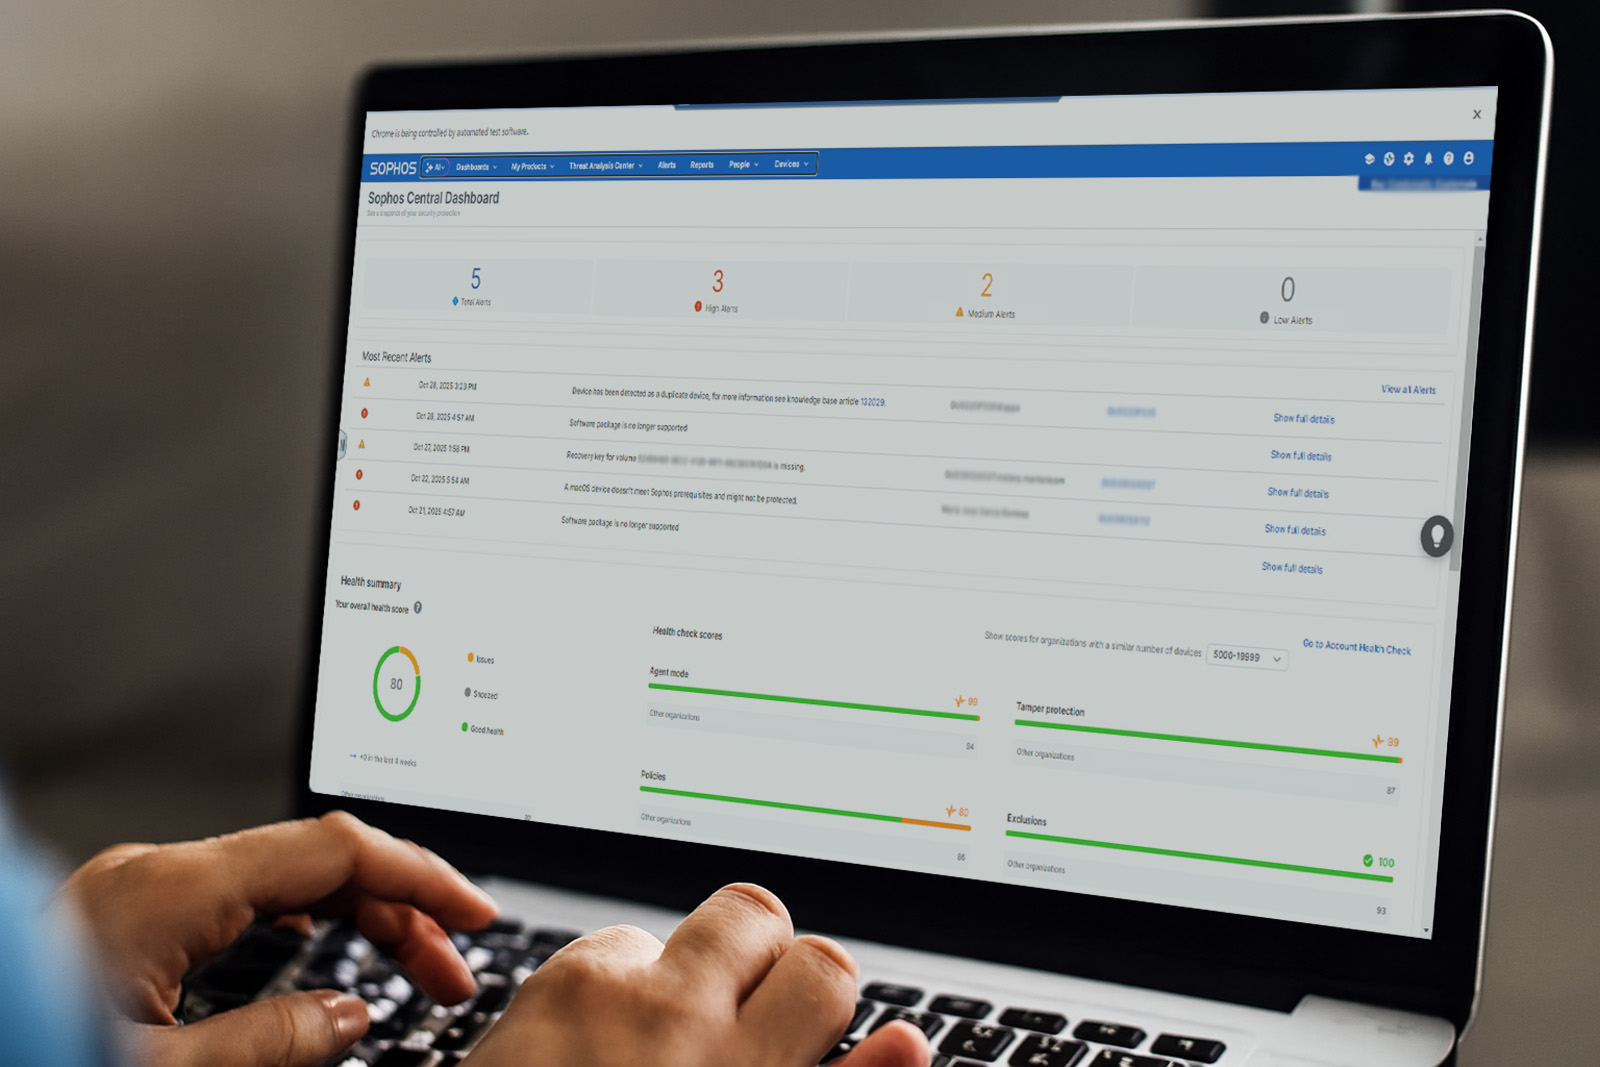 Chrome is being controlled by automated test software.
X
SOPHOS AI Dashboards My Products Threat Analysis Center Alerts Reports People Devices
Sophos Central Dashboard
See a snapshot of your security protection
5 3 2 0
Total Alerts High Alerts Medium Alerts Low Alerts
Most Recent Alerts View all Alerts
Oct 28, 2025 3:23 PM Device has been detected as a duplicate device, for more information see knowledge base article 132029. Show full details
Oct 28, 2025 4:57 AM Software package is no longer supported Show full details
Oct 27, 2025 1:56 PM Recovery key for volume is missing. Show full details
Oct 22, 2025 5:54 AM A macOS device doesn't meet Sophos prerequisites and might not be protected. Show full details
Oct 21, 2025 4:57 AM Software package is no longer supported Show full details
Health summary
Your overall health score ?
80
Issues
Snoozed
Good health
+0 in the last 4 weeks
Other organizations
Health check scores
Show scores for organizations with a similar number of devices 5000-19999 Go to Account Health Check
Agent mode
99
Other organizations
94
Tamper protection
99
Other organizations
87
Policies
80
Other organizations
86
Exclusions
100
Other organizations
93